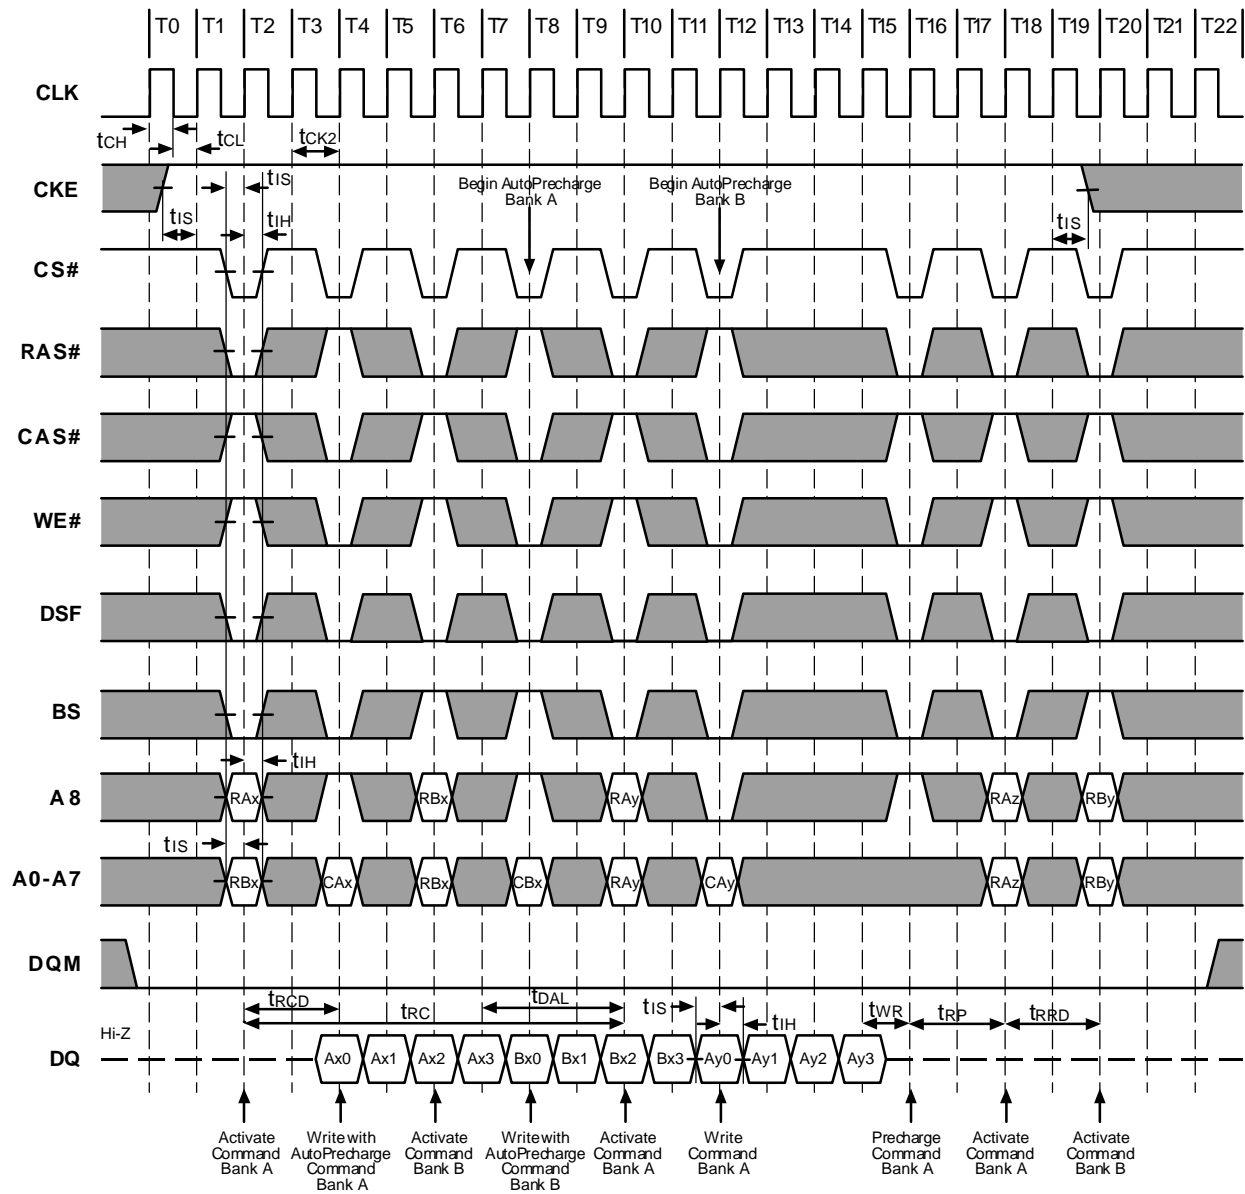 T0 T1 T2 T3 T4 T5 T6 T7 T8 T9 T10 T11 T12 T13 T14 T15 T16 T17 T18 T19 T20 T21 T22
CLK
tCH tCL tCK2
CKE
tIS
Begin AutoPrecharge
Bank A
Begin AutoPrecharge
Bank B
tIS tIH tIS
CS#
RAS#
CAS#
WE#
DSF
BS
tIH
A8
RAx RBx RAy RAz RBy
tIS
A0-A7
RBx CAx RBx CBx RAy CAy RAz RBy
DQM
tRCD tRC tDAL tIS tIH tWR tRP tRRD
Hi-Z
DQ
Ax0 Ax1 Ax2 Ax3 Bx0 Bx1 Bx2 Bx3 Ay0 Ay1 Ay2 Ay3
Activate
Command
Bank A
Write with
AutoPrecharge
Command
Bank A
Activate
Command
Bank B
Write with
AutoPrecharge
Command
Bank B
Activate
Command
Bank A
Write
Command
Bank A
Precharge
Command
Bank A
Activate
Command
Bank A
Activate
Command
Bank B